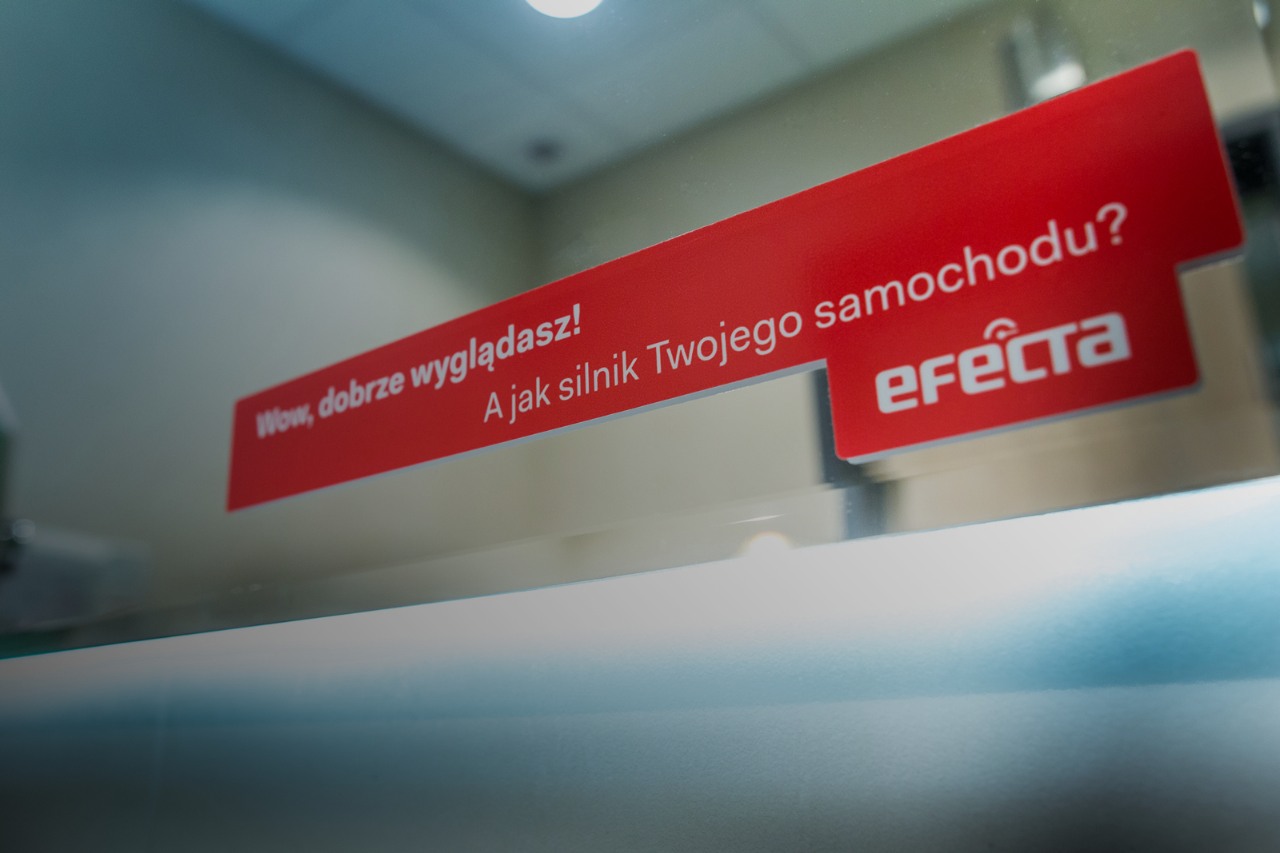 Wow, dobrze wyglądasz!
A jak silnik Twojego samochodu?
efecta